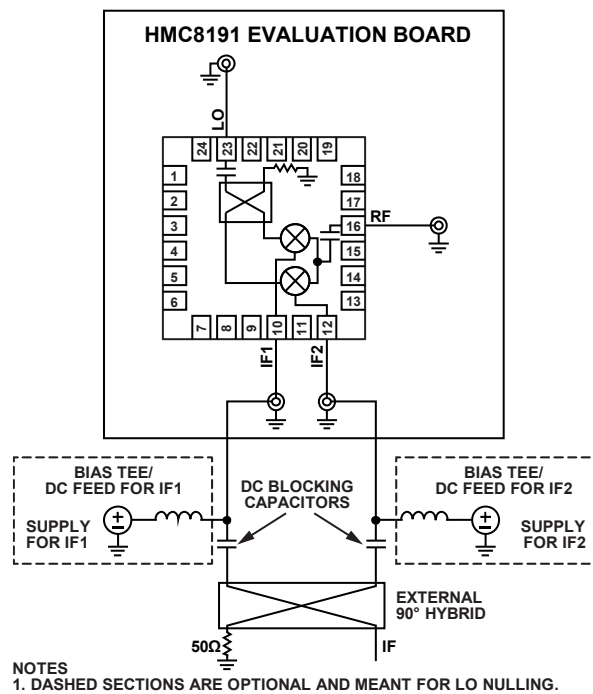 HMC8191 EVALUATION BOARD
LO
24 23 22 21 20 19
1
2
3
4
5
6
18
17
16
15
14
13
RF
7 8 9 10 11 12
IF1
IF2
BIAS TEE/
DC FEED FOR IF1
SUPPLY
FOR IF1
DC BLOCKING
CAPACITORS
BIAS TEE/
DC FEED FOR IF2
SUPPLY
FOR IF2
EXTERNAL
90° HYBRID
50Ω
IF
NOTES
1. DASHED SECTIONS ARE OPTIONAL AND MEANT FOR LO NULLING.